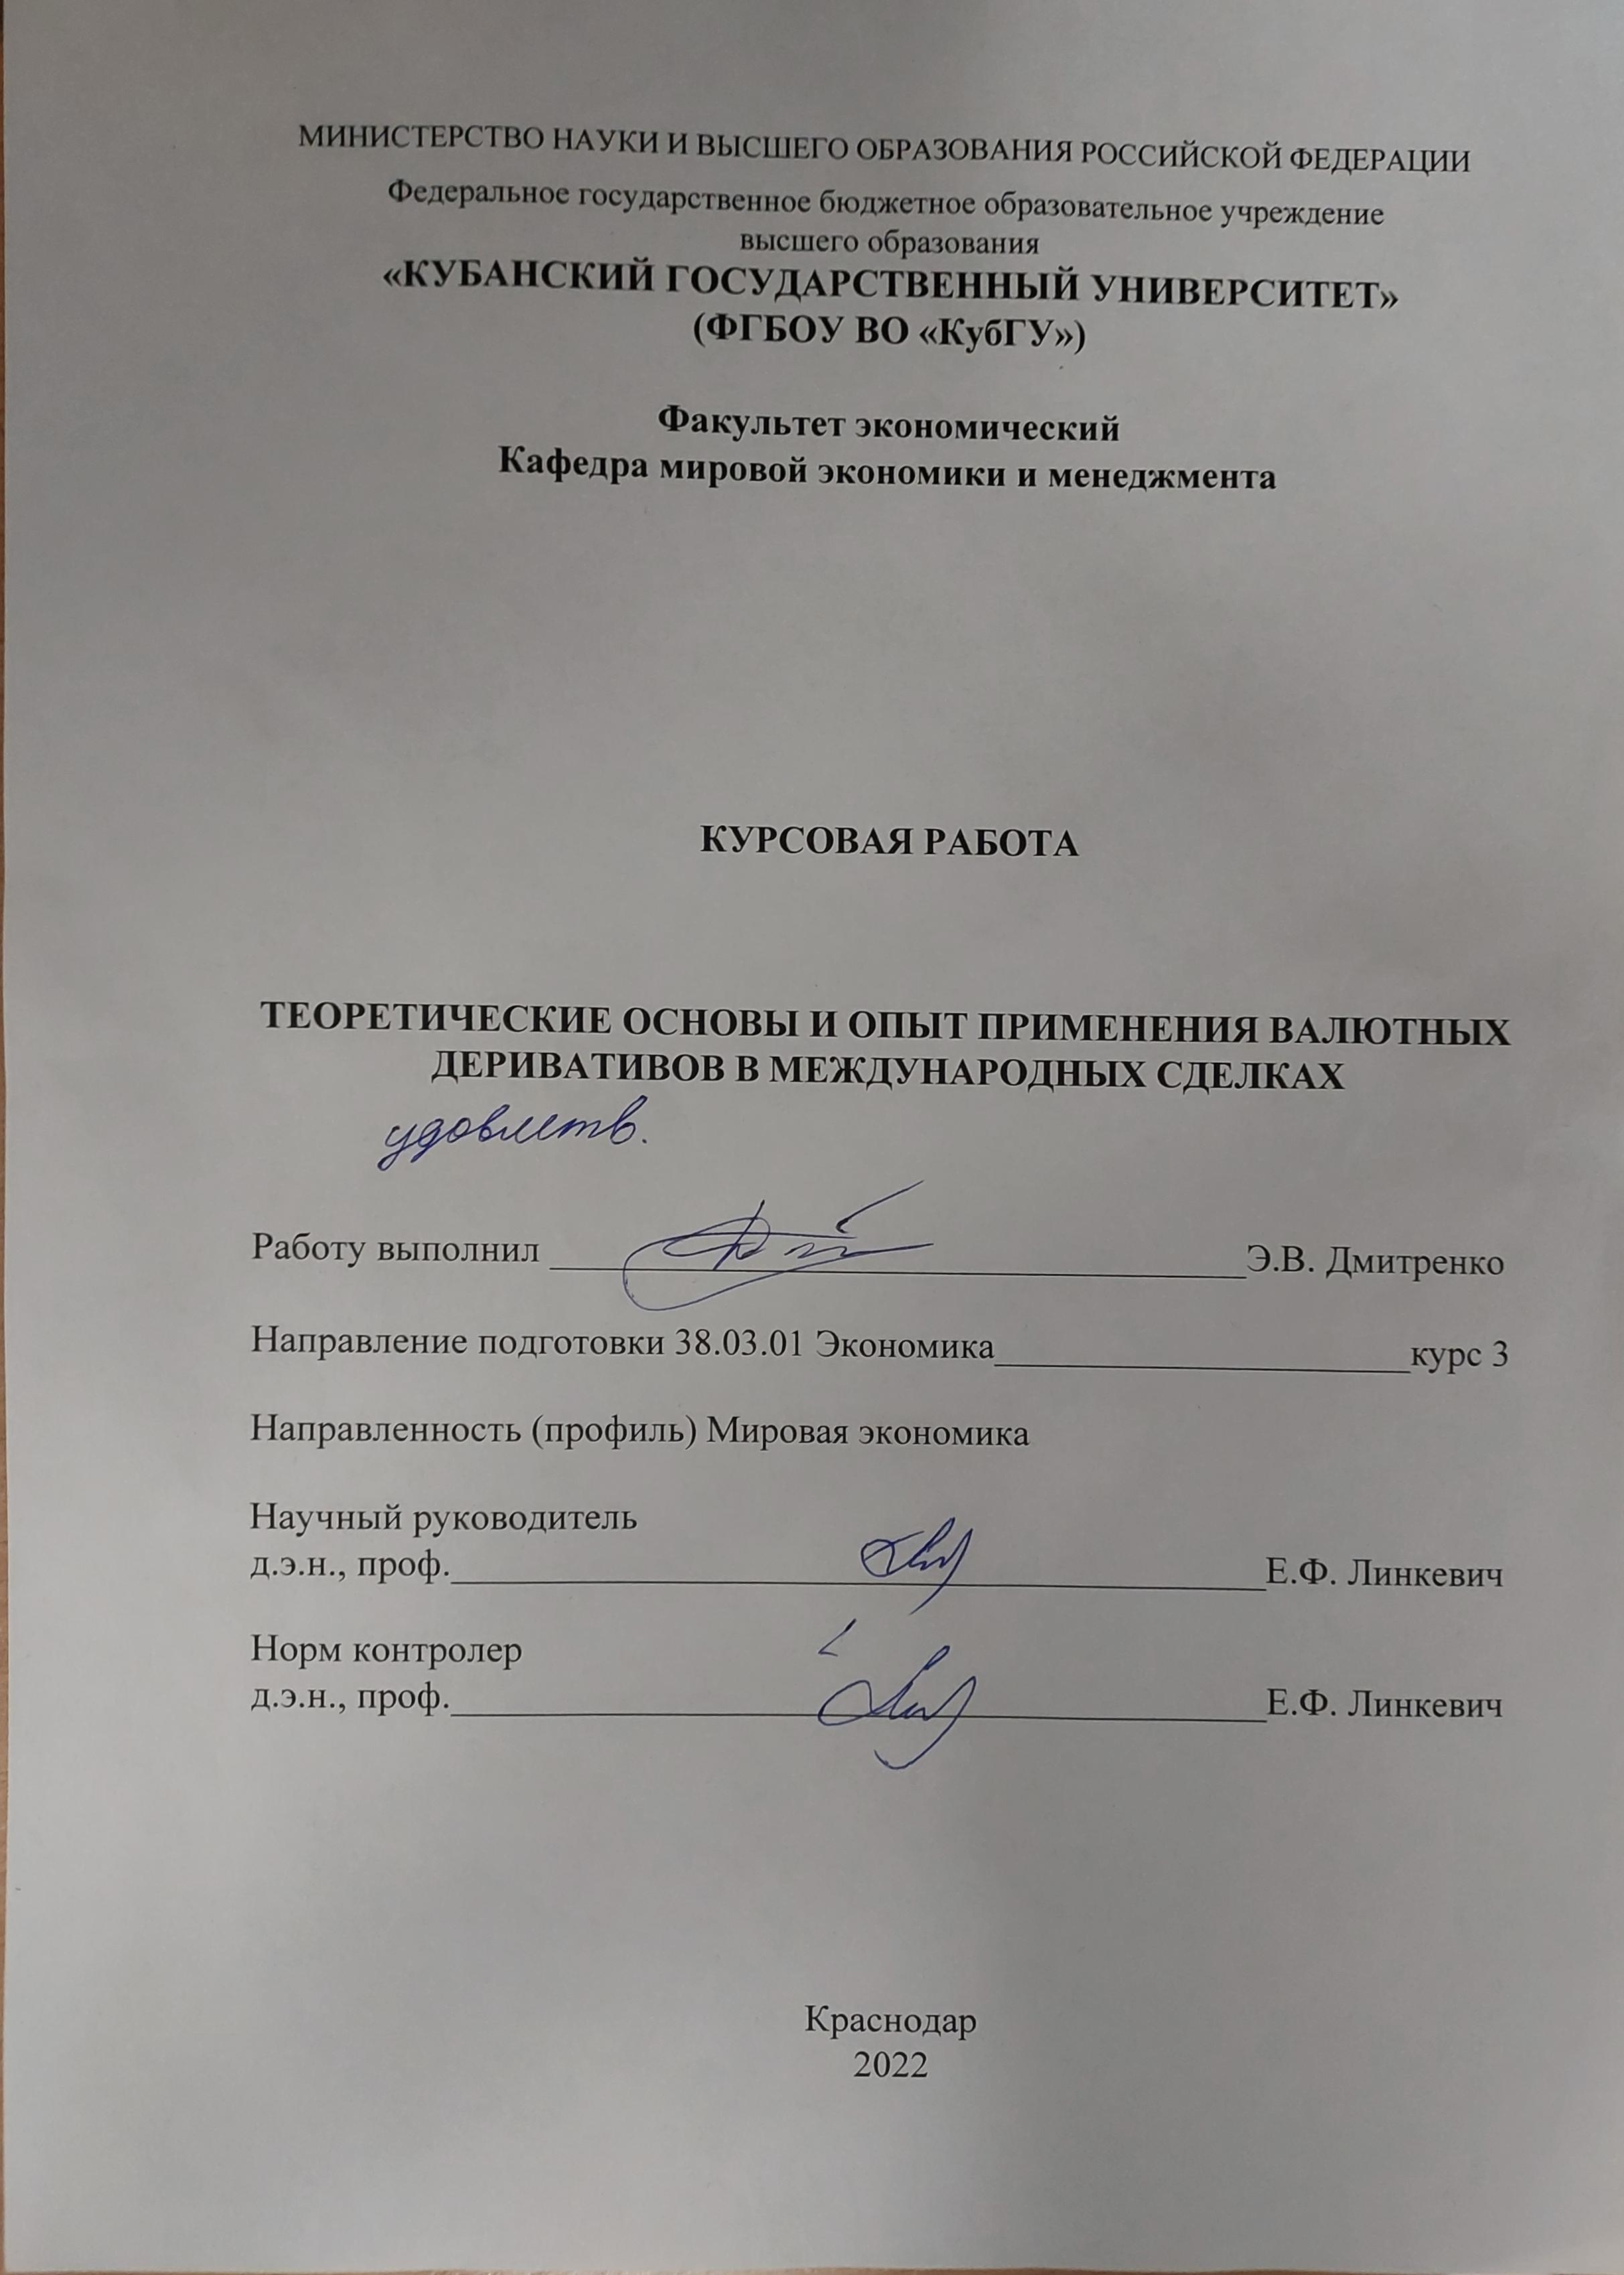 МИНИСТЕРСТВО НАУКИ И ВЫСШЕГО ОБРАЗОВАНИЯ РОССИЙСКОЙ ФЕДЕРАЦИИ
Федеральное государственное бюджетное образовательное учреждение
высшего образования
«КУБАНСКИЙ ГОСУДАРСТВЕННЫЙ УНИВЕРСИТЕТ»
(ФГБОУ ВО «КубГУ»)
Факультет экономический
Кафедра мировой экономики и менеджмента
КУРСОВАЯ РАБОТА
ТЕОРЕТИЧЕСКИЕ ОСНОВЫ И ОПЫТ ПРИМЕНЕНИЯ ВАЛЮТНЫХ
ДЕРИВАТИВОВ В МЕЖДУНАРОДНЫХ СДЕЛКАХ
удовлетв.
Работу выполнил Э.В. Дмитренко
Направление подготовки 38.03.01 Экономика курс 3
Направленность (профиль) Мировая экономика
Научный руководитель
д.э.н., проф. Е.Ф. Линкевич
Норм контролер
д.э.н., проф. Е.Ф. Линкевич
Краснодар
2022